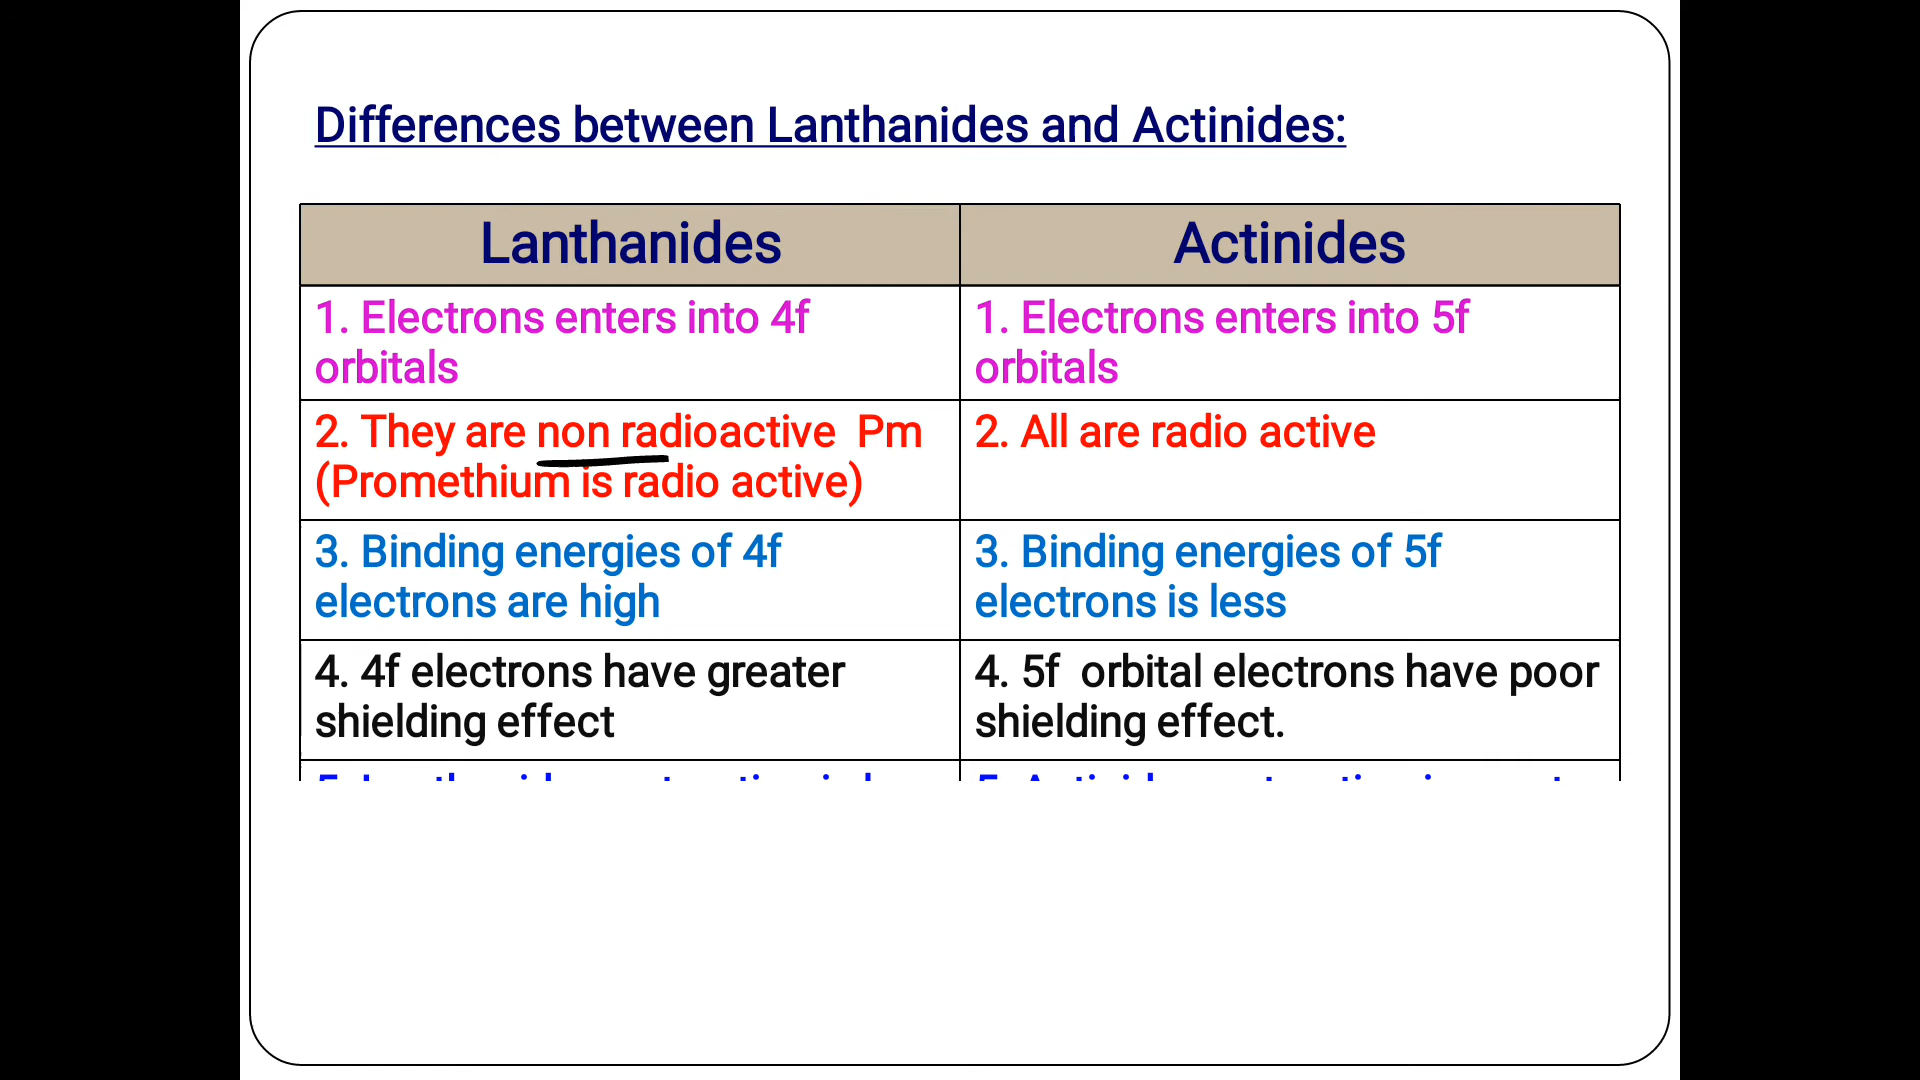 Differences between Lanthanides and Actinides:
Lanthanides
Actinides
1. Electrons enters into 4f
orbitals
1. Electrons enters into 5f
orbitals
2. They are non radioactive Pm
(Promethium is radio active)
2. All are radio active
3. Binding energies of 4f
electrons are high
3. Binding energies of 5f
electrons is less
4. 4f electrons have greater
shielding effect
4. 5f orbital electrons have poor
shielding effect.